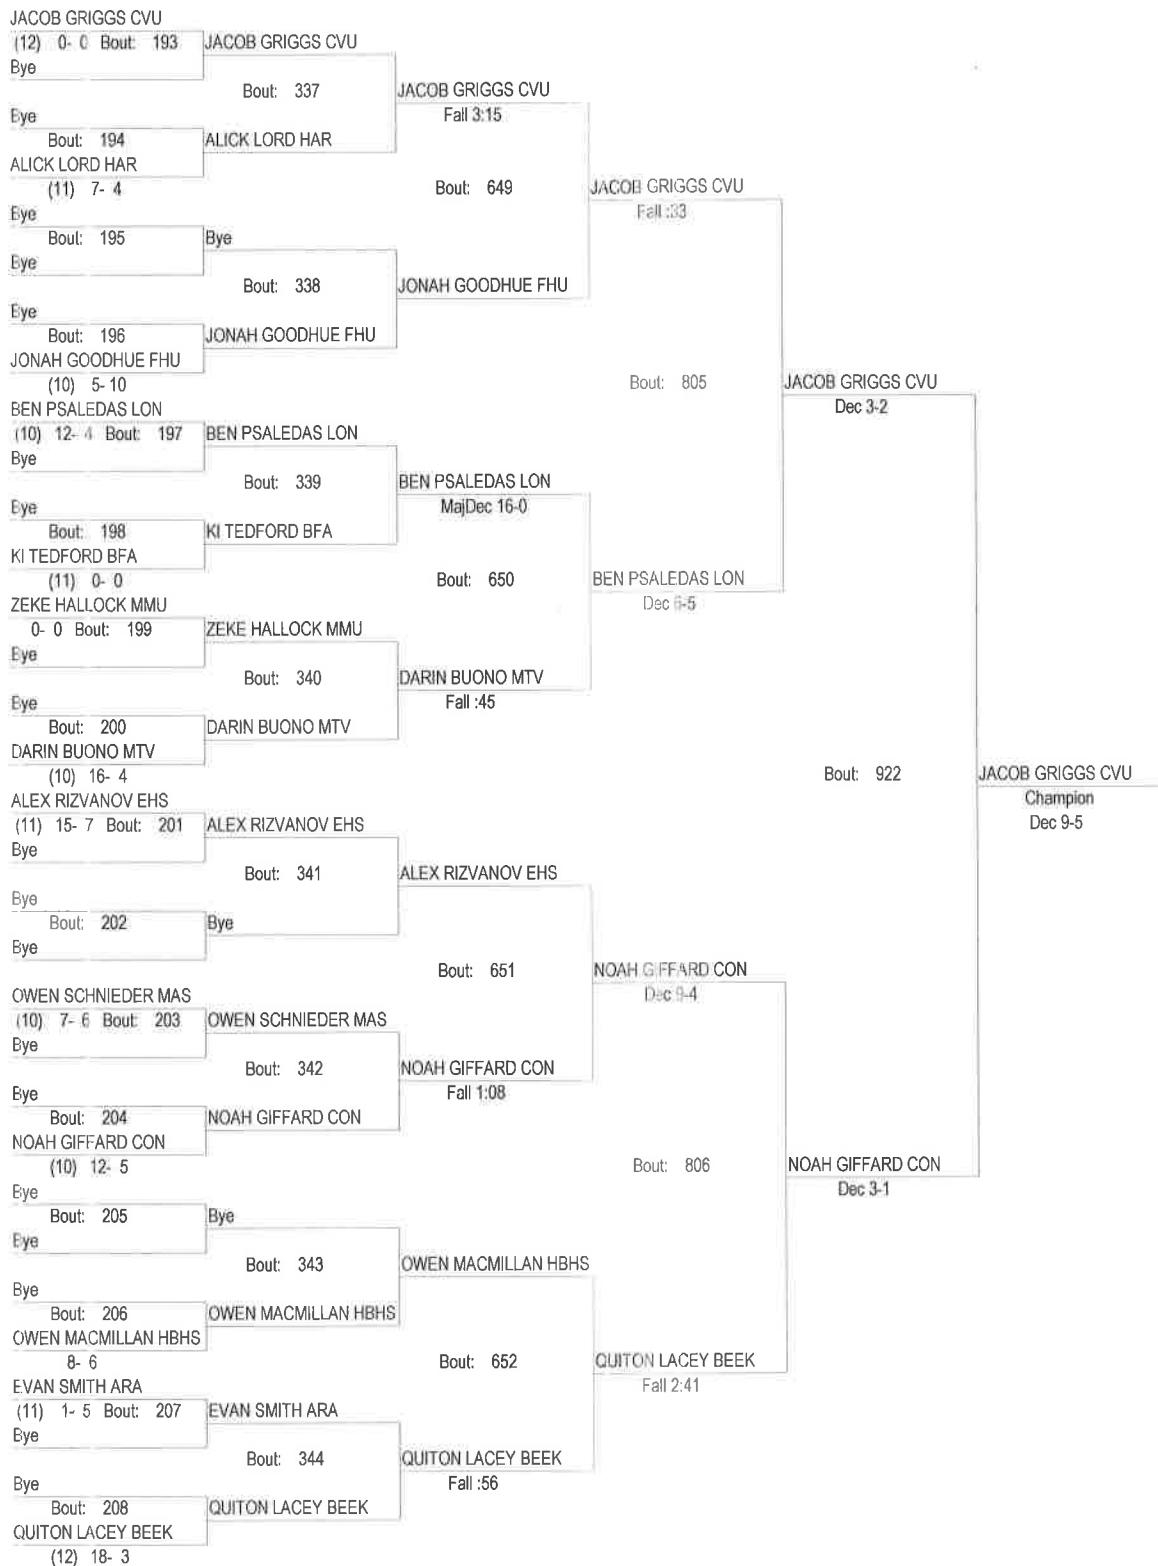 JACOB GRIGGS CVU
(12) 0- 0 Bout: 193
Bye
Bye
Bout: 194
ALICK LORD HAR
(11) 7- 4
Bye
Bout: 195
Bye
Bye
Bout: 196
JONAH GOODHUE FHU
(10) 5- 10
BEN PSALEDAS LON
(10) 12- 4 Bout: 197
Bye
Bye
Bout: 198
KI TEDFORD BFA
(11) 0- 0
ZEKE HALLOCK MMU
0- 0 Bout: 199
Bye
Bye
Bout: 200
DARIN BUONO MTV
(10) 16- 4
ALEX RIZVANOV EHS
(11) 15- 7 Bout: 201
Bye
Bye
Bout: 202
Bye
OWEN SCHNIEDER MAS
(10) 7- 6 Bout: 203
Bye
Bye
Bout: 204
NOAH GIFFARD CON
(10) 12- 5
Bye
Bout: 205
Bye
Bye
Bout: 206
OWEN MACMILLAN HBHS
8- 6
EVAN SMITH ARA
(11) 1- 5 Bout: 207
Bye
Bye
Bout: 208
QUITON LACEY BEEK
(12) 18- 3
JACOB GRIGGS CVU
Bout: 337
ALICK LORD HAR
Bye
Bout: 338
JONAH GOODHUE FHU
BEN PSALEDAS LON
Bout: 339
KI TEDFORD BFA
ZEKE HALLOCK MMU
Bout: 340
DARIN BUONO MTV
ALEX RIZVANOV EHS
Bout: 341
Bye
OWEN SCHNIEDER MAS
Bout: 342
NOAH GIFFARD CON
Bye
Bout: 343
OWEN MACMILLAN HBHS
EVAN SMITH ARA
Bout: 344
QUITON LACEY BEEK
JACOB GRIGGS CVU
Fall 3:15
Bout: 649
JONAH GOODHUE FHU
BEN PSALEDAS LON
MajDec 16-0
Bout: 650
DARIN BUONO MTV
Fall :45
ALEX RIZVANOV EHS
Bout: 651
NOAH GIFFARD CON
Fall 1:08
OWEN MACMILLAN HBHS
Bout: 652
QUITON LACEY BEEK
Fall :56
JACOB GRIGGS CVU
Fall :33
Bout: 805
BEN PSALEDAS LON
Dec 6-5
NOAH GIFFARD CON
Dec 9-4
Bout: 806
QUITON LACEY BEEK
Fall 2:41
JACOB GRIGGS CVU
Dec 3-2
Bout: 922
NOAH GIFFARD CON
Dec 3-1
JACOB GRIGGS CVU
Champion
Dec 9-5